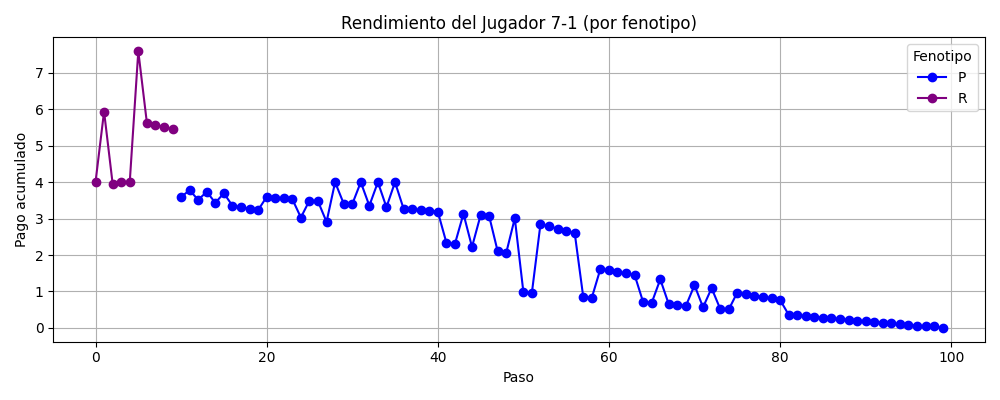 Rendimiento del Jugador 7-1 (por fenotipo)
Pago acumulado
7
6
5
4
3
2
1
0
Fenotipo
P
R
0 20 40 60 80 100
Paso